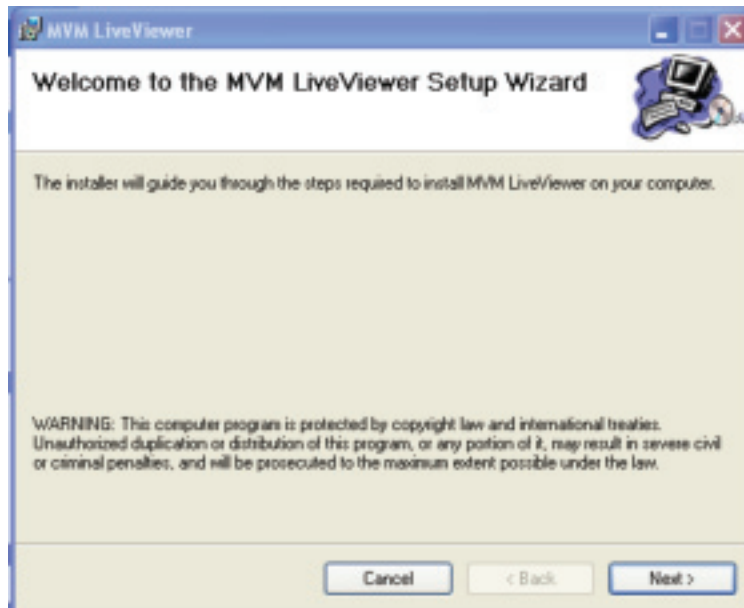 MVM LiveViewer
Welcome to the MVM LiveViewer Setup Wizard
The installer will guide you through the steps required to install MVM LiveViewer on your computer.
WARNING: This computer program is protected by copyright law and international treaties.
Unauthorized duplication or distribution of this program, or any portion of it, may result in severe civil
or criminal penalties, and will be prosecuted to the maximum extent possible under the law.
Cancel
< Back
Next >